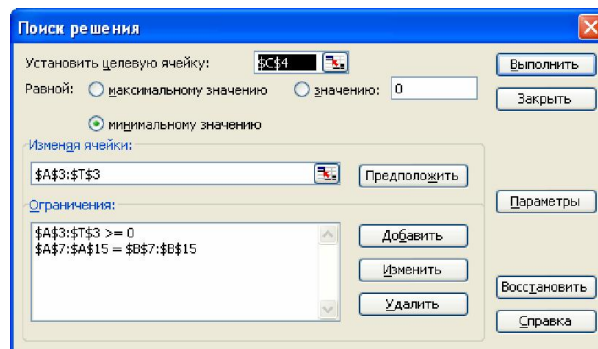 Поиск решения
Установить целевую ячейку: $C$4
Выполнить
Равной: максимальному значению значению: 0
Закрыть
минимальному значению
Изменяя ячейки:
$A$3:$T$3
Предположить
Ограничения:
Параметры
$A$3:$T$3 >= 0
$A$7:$A$15 = $B$7:$B$15
Добавить
Изменить
Удалить
Восстановить
Справка